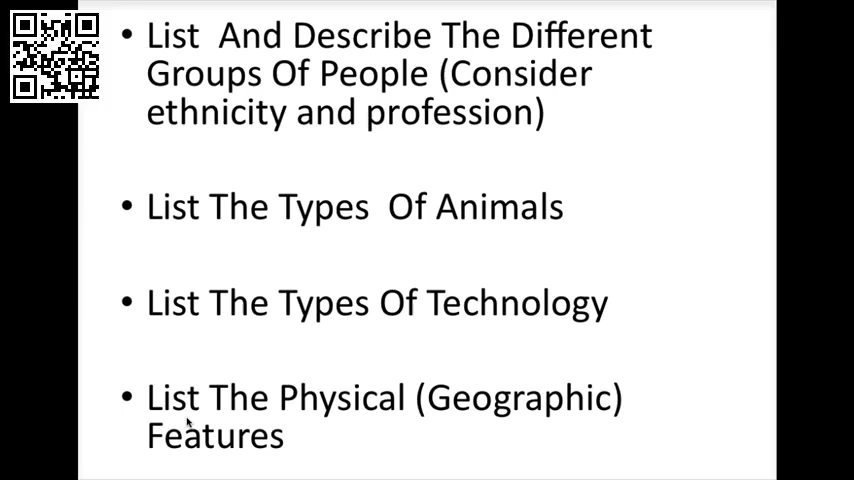 • List  And Describe The Different
Groups Of People (Consider
ethnicity and profession)
• List The Types  Of Animals
• List The Types Of Technology
• List The Physical (Geographic)
Features